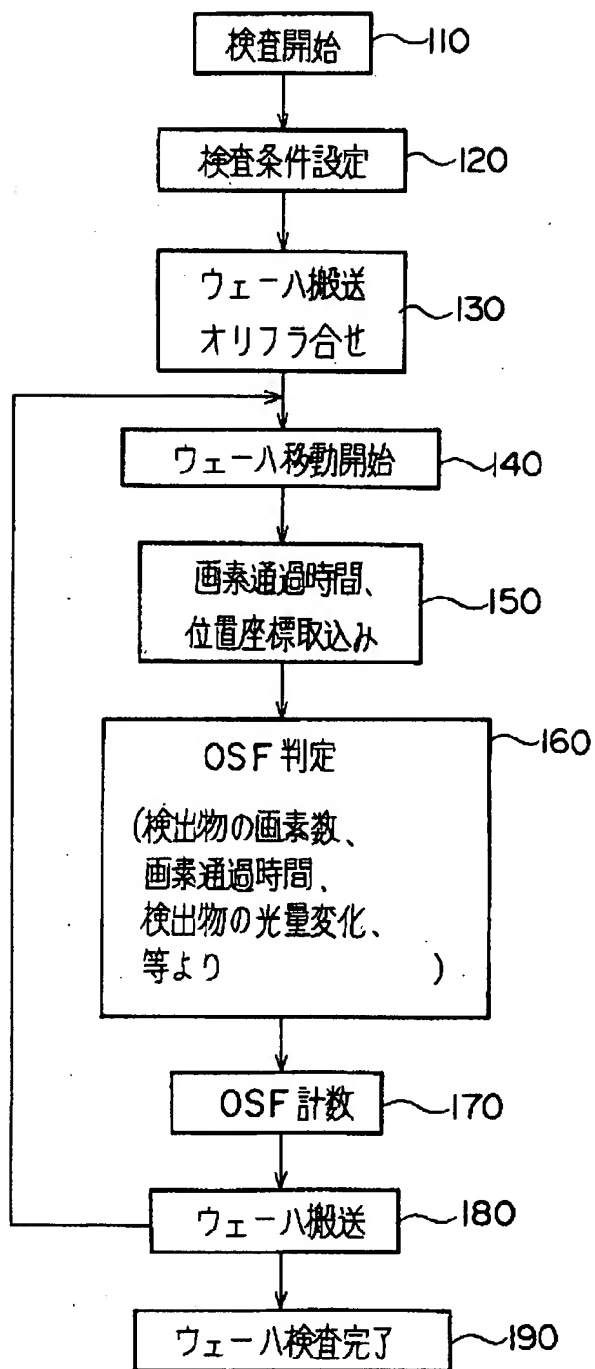 検査開始 110
検査条件設定 120
ウェーハ搬送
オリフラ合せ 130
ウェーハ移動開始 140
画素通過時間、
位置座標取込み 150
OSF判定 160
(検出物の画素数、
画素通過時間、
検出物の光量変化、
等より )
OSF計数 170
ウェーハ搬送 180
ウェーハ検査完了 190